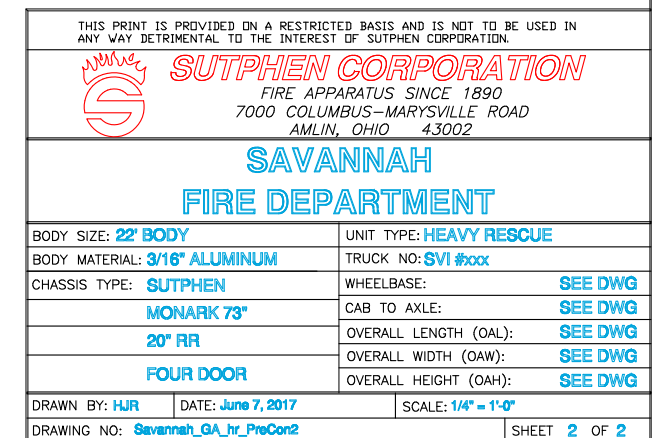 THIS PRINT IS PROVIDED ON A RESTRICTED BASIS AND IS NOT TO BE USED IN
ANY WAY DETRIMENTAL TO THE INTEREST OF SUTPHEN CORPORATION.
S
SUTPHEN CORPORATION
FIRE APPARATUS SINCE 1890
7000 COLUMBUS-MARYSVILLE ROAD
AMLIN, OHIO 43002
SAVANNAH
FIRE DEPARTMENT
BODY SIZE: 22' BODY
UNIT TYPE: HEAVY RESCUE
BODY MATERIAL: 3/16" ALUMINUM
TRUCK NO: SVI #xxx
CHASSIS TYPE: SUTPHEN
MONARK 73"
20" RR
FOUR DOOR
WHEELBASE: SEE DWG
CAB TO AXLE: SEE DWG
OVERALL LENGTH (OAL): SEE DWG
OVERALL WIDTH (OAW): SEE DWG
OVERALL HEIGHT (OAH): SEE DWG
DRAWN BY: HJR
DATE: June 7, 2017
SCALE: 1/4" = 1'-0"
DRAWING NO: Savannah_GA_hr_PreCon2
SHEET 2 OF 2